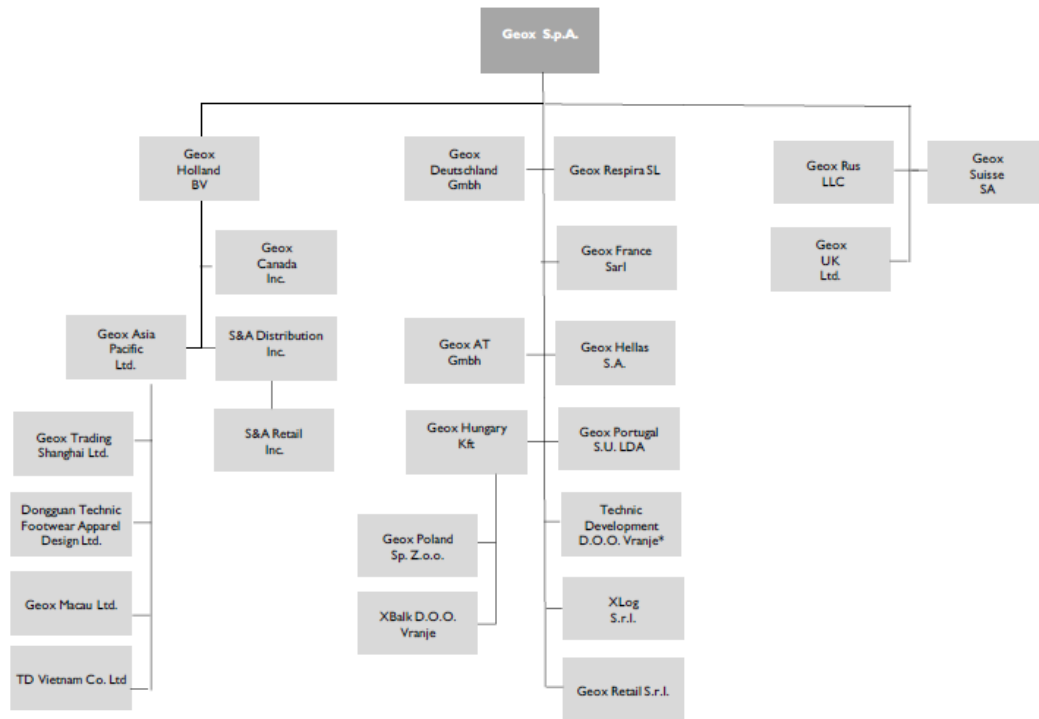 Geox S.p.A.
Geox
Holland
BV
Geox
Deutschland
Gmbh
Geox Respira SL
Geox Rus
LLC
Geox
Suisse
SA
Geox
Canada
Inc.
Geox France
Sarl
Geox
UK
Ltd.
Geox Asia
Pacific
Ltd.
S&A Distribution
Inc.
Geox AT
Gmbh
Geox Hellas
S.A.
Geox Trading
Shanghai Ltd.
S&A Retail
Inc.
Geox Hungary
Kft
Geox Portugal
S.U. LDA
Dongguan Technic
Footwear Apparel
Design Ltd.
Geox Poland
Sp. Z.o.o.
Technic
Development
D.O.O. Vranje*
Geox Macau Ltd.
XBalk D.O.O.
Vranje
XLog
S.r.l.
TD Vietnam Co. Ltd
Geox Retail S.r.l.